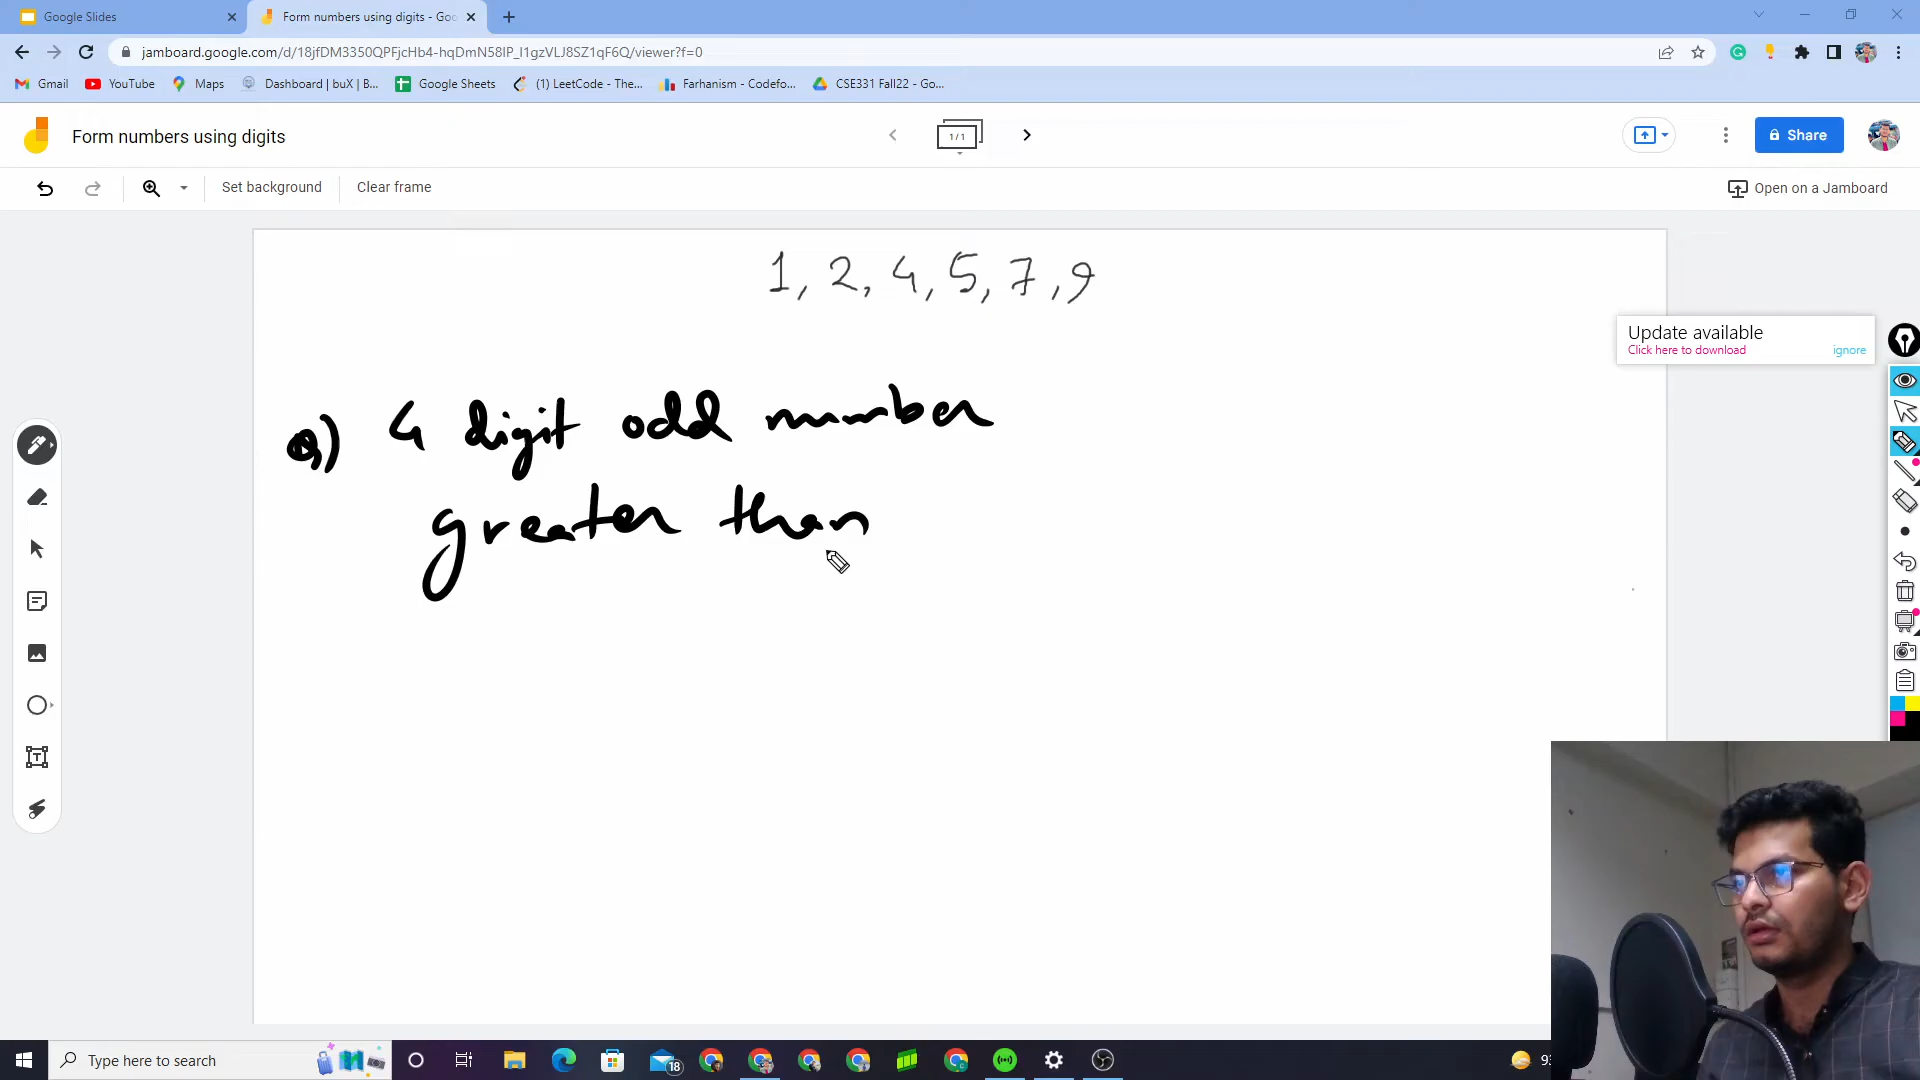 Google Slides
Form numbers using digits - Goo
jamboard.google.com/d/18jfDM3350QPFjcHb4-hqDmN58IP_I1gzVLJ8SZ1qF6Q/viewer?f=0
Gmail
YouTube
Maps
Dashboard | buX | B...
Google Sheets
(1) LeetCode - The...
Farhanism - Codefo...
CSE331 Fall22 - Go...
Form numbers using digits
1 / 1
Share
Set background
Clear frame
Open on a Jamboard
1, 2, 4, 5, 7, 9
Update available
Click here to download
ignore
Q) 4 digit odd number
greater than
Type here to search
18